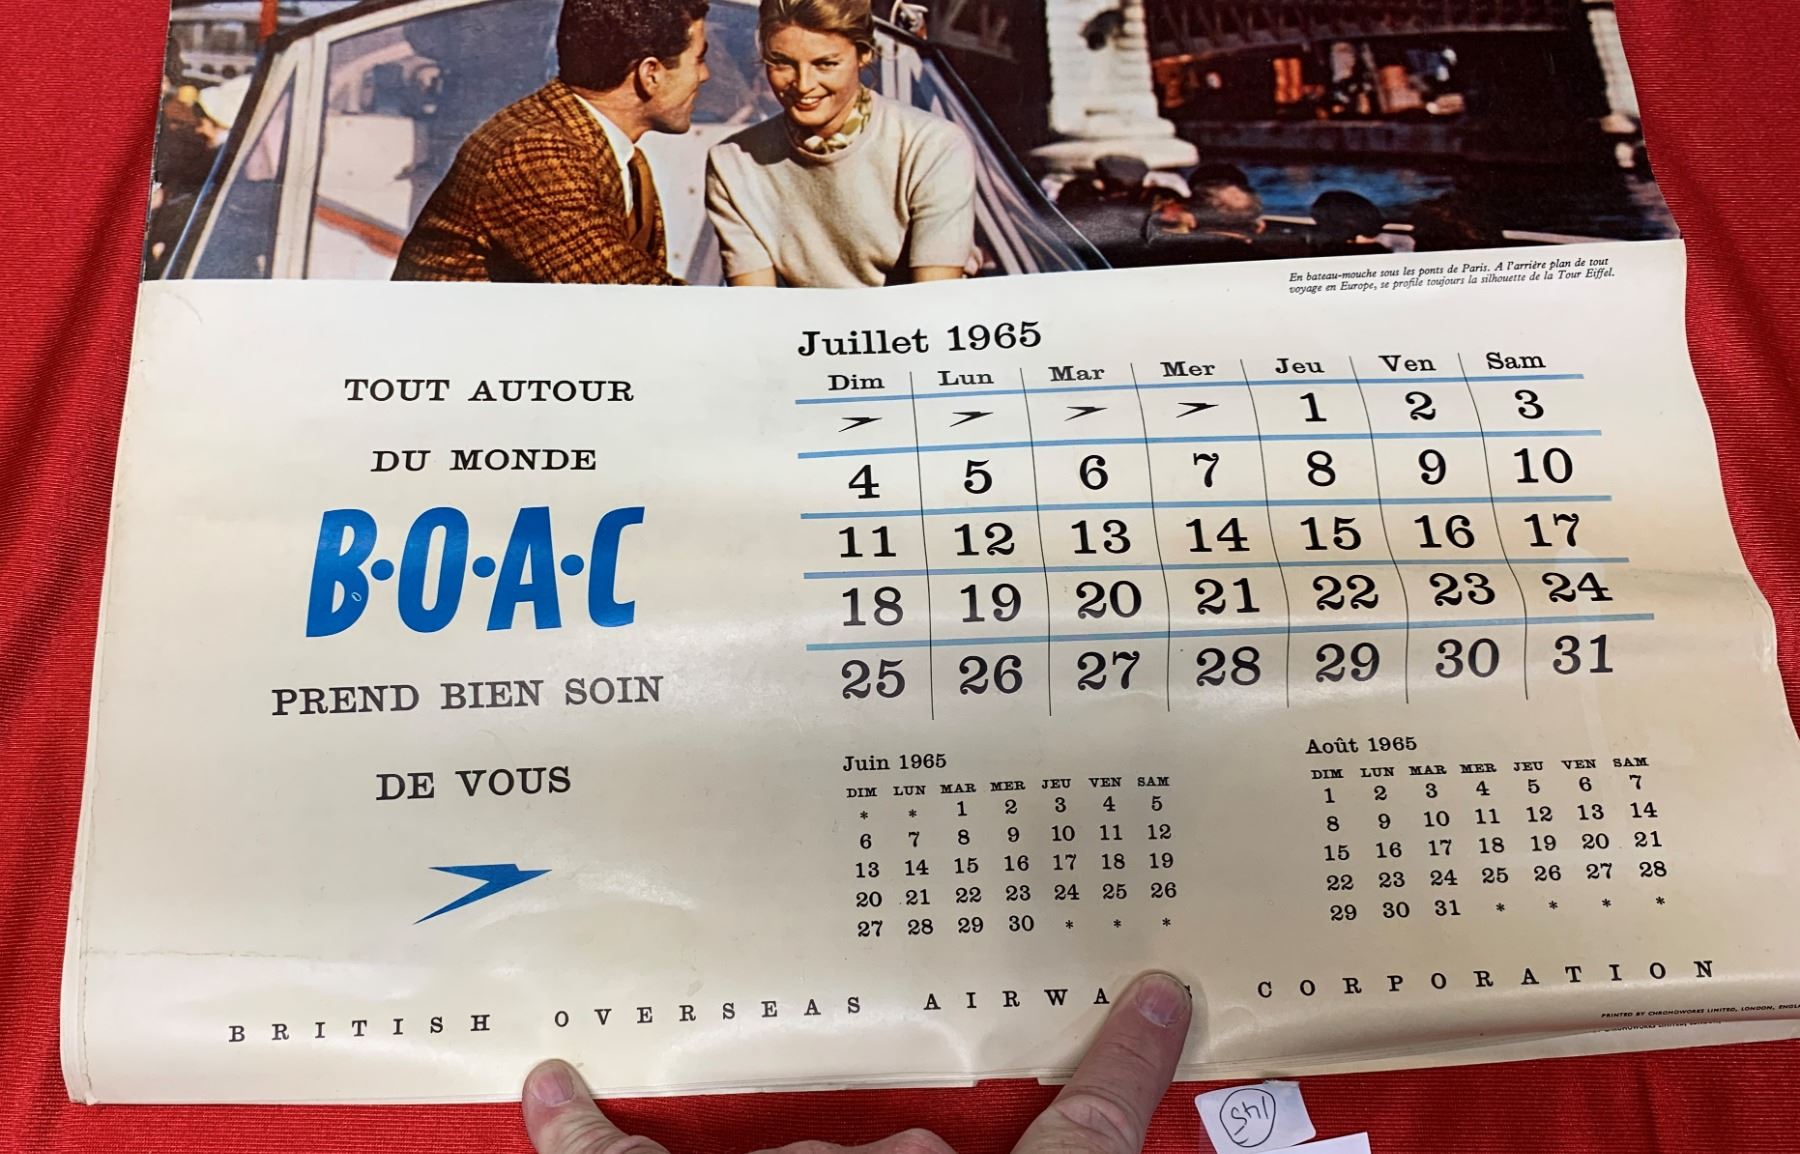 En bateau-mouche sous les ponts de Paris. A l'arrière plan de tout
voyage en Europe, se profile toujours la silhouette de la Tour Eiffel.
TOUT AUTOUR
DU MONDE
B·O·A·C
PREND BIEN SOIN
DE VOUS
Juillet 1965
Dim Lun Mar Mer Jeu Ven Sam
1 2 3
4 5 6 7 8 9 10
11 12 13 14 15 16 17
18 19 20 21 22 23 24
25 26 27 28 29 30 31
Juin 1965
DIM LUN MAR MER JEU VEN SAM
* * 1 2 3 4 5
6 7 8 9 10 11 12
13 14 15 16 17 18 19
20 21 22 23 24 25 26
27 28 29 30 * * *
Août 1965
DIM LUN MAR MER JEU VEN SAM
1 2 3 4 5 6 7
8 9 10 11 12 13 14
15 16 17 18 19 20 21
22 23 24 25 26 27 28
29 30 31 * * * *
BRITISH OVERSEAS AIRWAYS CORPORATION
PRINTED BY CHRONOWORKS LIMITED, LONDON,